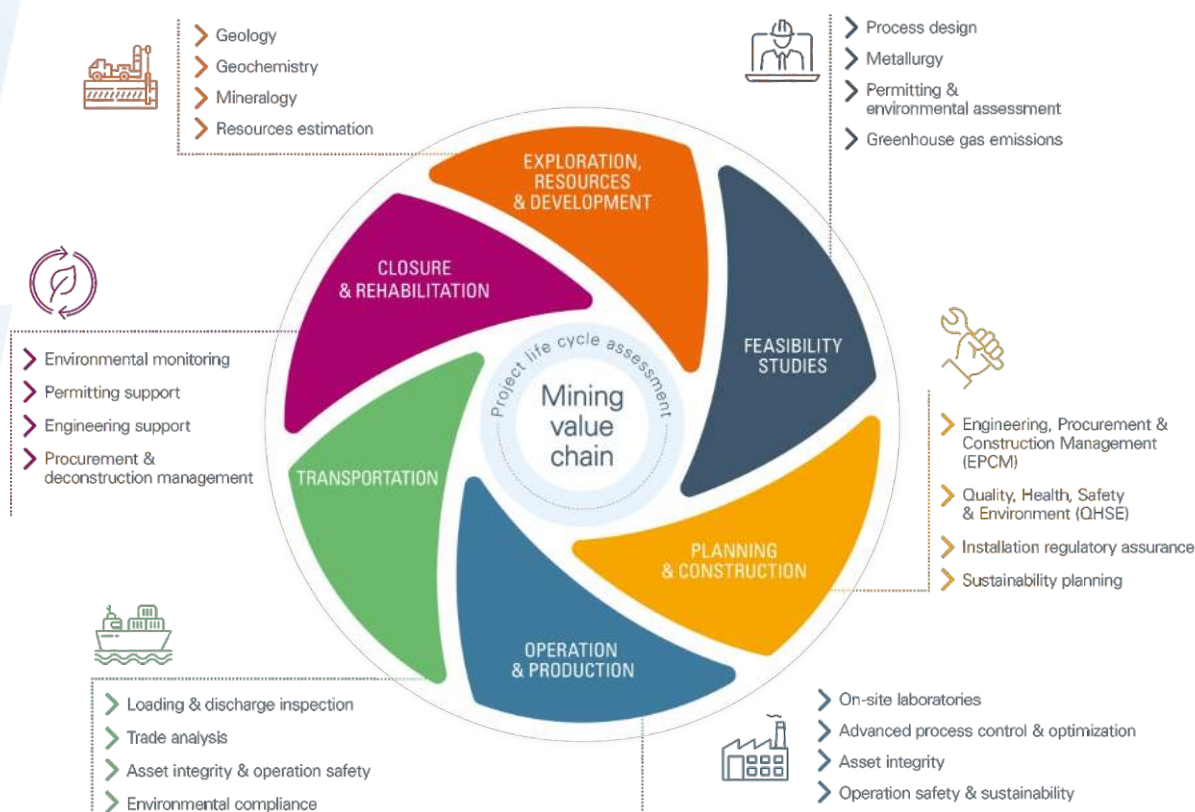 Geology
Geochemistry
Mineralogy
Resources estimation
Process design
Metallurgy
Permitting &
environmental assessment
Greenhouse gas emissions
EXPLORATION,
RESOURCES
& DEVELOPMENT
CLOSURE
& REHABILITATION
FEASIBILITY
STUDIES
Project life cycle assessment
Mining
value
chain
Environmental monitoring
Permitting support
Engineering support
Procurement &
deconstruction management
Engineering, Procurement &
Construction Management
(EPCM)
Quality, Health, Safety
& Environment (QHSE)
Installation regulatory assurance
Sustainability planning
TRANSPORTATION
PLANNING
& CONSTRUCTION
OPERATION
& PRODUCTION
Loading & discharge inspection
Trade analysis
Asset integrity & operation safety
Environmental compliance
On-site laboratories
Advanced process control & optimization
Asset integrity
Operation safety & sustainability